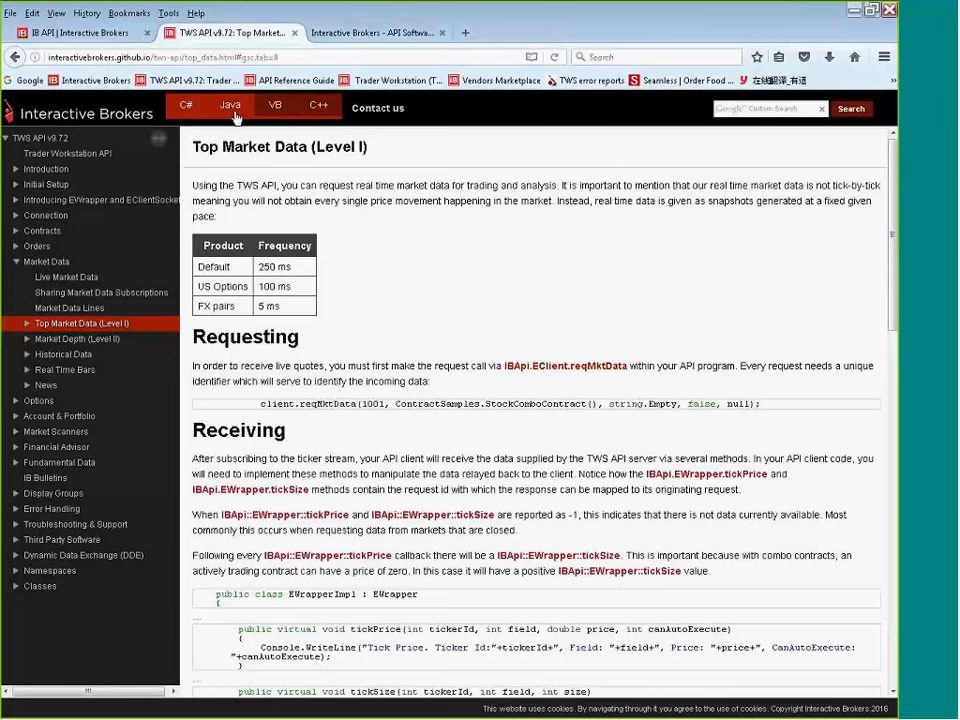 File Edit View History Bookmarks Tools Help
IB API | Interactive Brokers × TWS API v9.72: Top Market... × Interactive Brokers - API Softwa... × +
interactivebrokers.github.io/tws-api/top_data.html#gsc.tab=0 Search
Google Interactive Brokers TWS API v9.72: Trader ... API Reference Guide Trader Workstation (T... Vendors Marketplace TWS error reports Seamless | Order Food ... 在线翻译_有道
Interactive Brokers C# Java VB C++ Contact us Google Custom Search × Search
TWS API v9.72
Trader Workstation API
Introduction
Initial Setup
Introducing EWrapper and EClientSocket
Connection
Contracts
Orders
Market Data
Live Market Data
Sharing Market Data Subscriptions
Market Data Lines
Top Market Data (Level I)
Market Depth (Level II)
Historical Data
Real Time Bars
News
Options
Account & Portfolio
Market Scanners
Financial Advisor
Fundamental Data
IB Bulletins
Display Groups
Error Handling
Troubleshooting & Support
Third Party Software
Dynamic Data Exchange (DDE)
Namespaces
Classes
Top Market Data (Level I)
Using the TWS API, you can request real time market data for trading and analysis. It is important to mention that our real time market data is not tick-by-tick
meaning you will not obtain every single price movement happening in the market. Instead, real time data is given as snapshots generated at a fixed given
pace:
Product Frequency
Default 250 ms
US Options 100 ms
FX pairs 5 ms
Requesting
In order to receive live quotes, you must first make the request call via IBApi.EClient.reqMktData within your API program. Every request needs a unique
identifier which will serve to identify the incoming data:
client.reqMktData(1001, ContractSamples.StockComboContract(), string.Empty, false, null);
Receiving
After subscribing to the ticker stream, your API client will receive the data supplied by the TWS API server via several methods. In your API client code, you
will need to implement these methods to manipulate the data relayed back to the client. Notice how the IBApi.EWrapper.tickPrice and
IBApi.EWrapper.tickSize methods contain the request id with which the response can be mapped to its originating request.
When IBApi::EWrapper::tickPrice and IBApi::EWrapper::tickSize are reported as -1, this indicates that there is not data currently available. Most
commonly this occurs when requesting data from markets that are closed.
Following every IBApi::EWrapper::tickPrice callback there will be a IBApi::EWrapper::tickSize. This is important because with combo contracts, an
actively trading contract can have a price of zero. In this case it will have a positive IBApi::EWrapper::tickSize value.
public class EWrapperImpl : EWrapper
{
...
public virtual void tickPrice(int tickerId, int field, double price, int canAutoExecute)
{
Console.WriteLine("Tick Price. Ticker Id:"+tickerId+", Field: "+field+", Price: "+price+", CanAutoExecute:
"+canAutoExecute);
}
...
public virtual void tickSize(int tickerId, int field, int size)
This website uses cookies. By navigating through it you agree to the use of cookies. Copyright Interactive Brokers 2016